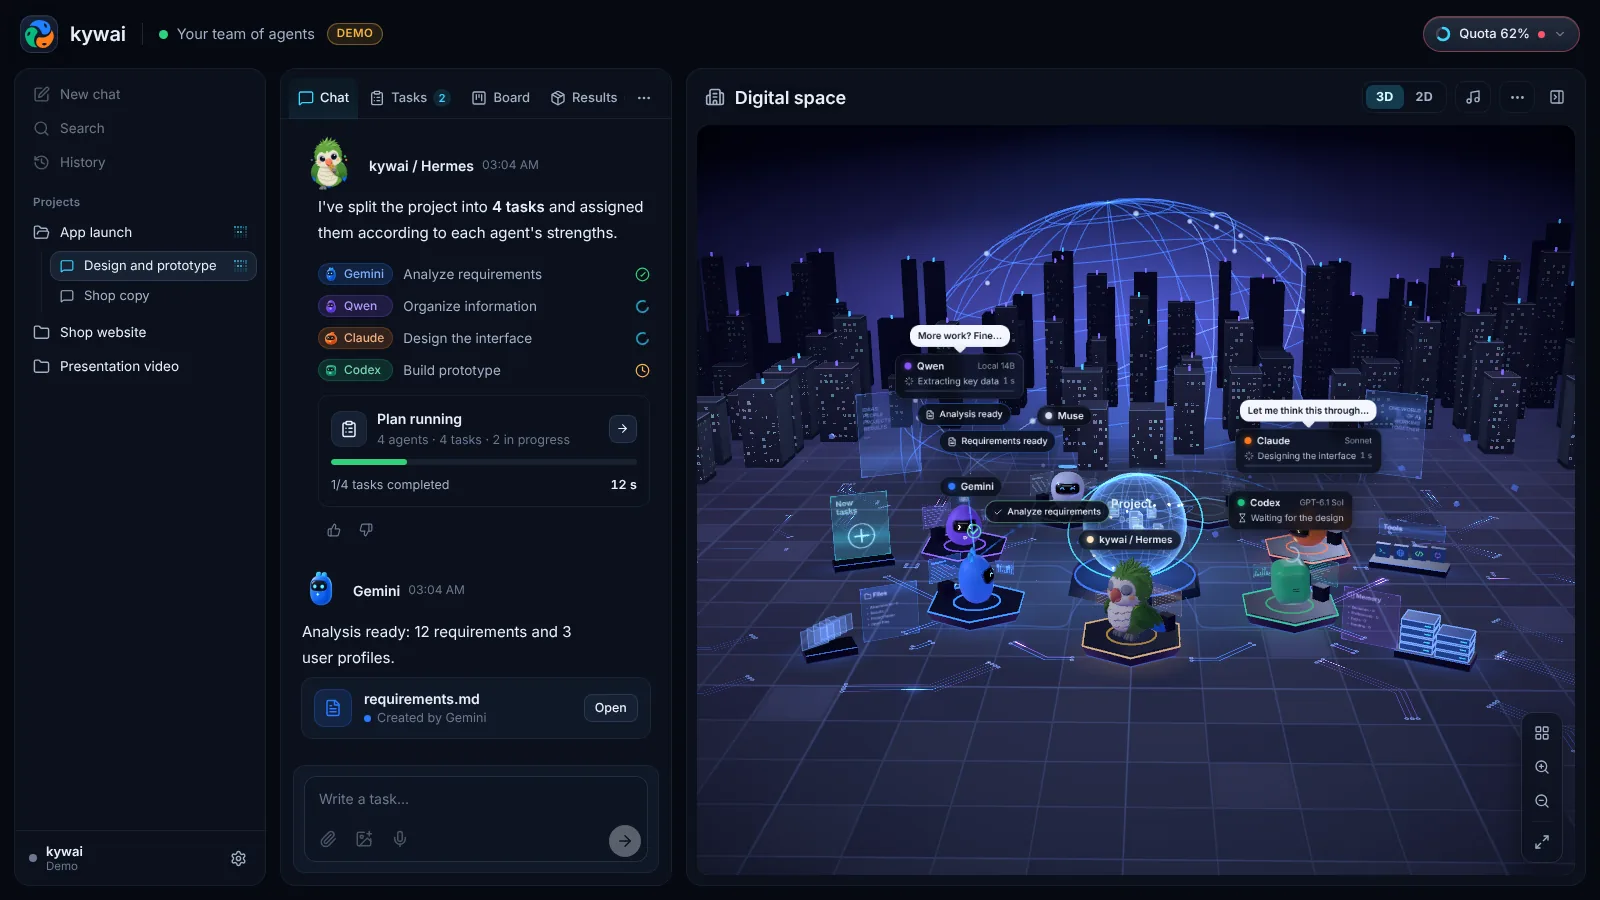 kywai
Your team of agents
DEMO
Quota 62%
New chat
Search
History
Projects
App launch
Design and prototype
Shop copy
Shop website
Presentation video
kywai
Demo
Chat
Tasks 2
Board
Results
kywai / Hermes 03:04 AM
I've split the project into 4 tasks and assigned
them according to each agent's strengths.
Gemini Analyze requirements
Qwen Organize information
Claude Design the interface
Codex Build prototype
Plan running
4 agents · 4 tasks · 2 in progress
1/4 tasks completed 12 s
Gemini 03:04 AM
Analysis ready: 12 requirements and 3
user profiles.
requirements.md
Created by Gemini
Open
Write a task...
Digital space
3D 2D
More work? Fine...
Qwen Local 14B
Extracting key data 1 s
Analysis ready
Muse
Requirements ready
Let me think this through...
Claude Sonnet
Designing the interface 1 s
Gemini
Analyze requirements
Project
kywai / Hermes
Codex GPT-6.1 Sol
Waiting for the design
New
tasks
Tools
Files
Memory